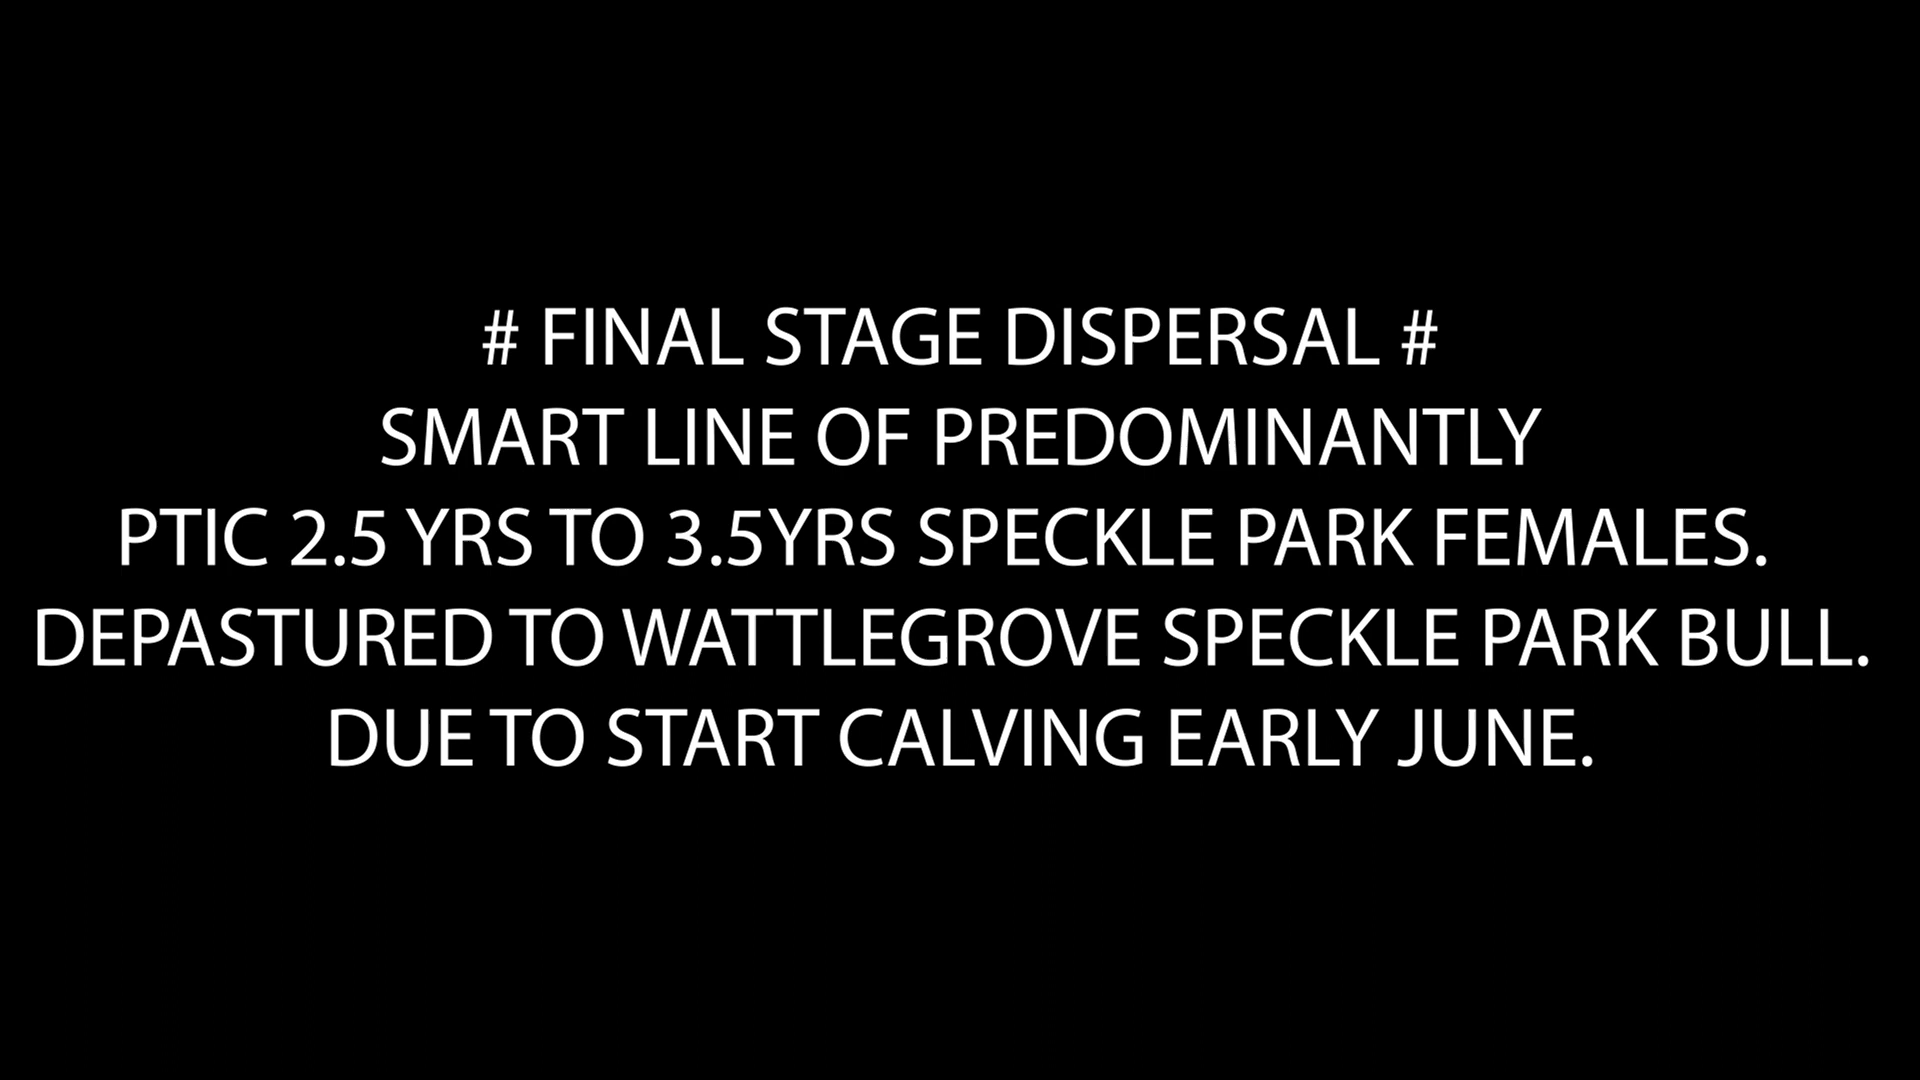 # FINAL STAGE DISPERSAL #
SMART LINE OF PREDOMINANTLY
PTIC 2.5 YRS TO 3.5YRS SPECKLE PARK FEMALES.
DEPASTURED TO WATTLEGROVE SPECKLE PARK BULL.
DUE TO START CALVING EARLY JUNE.